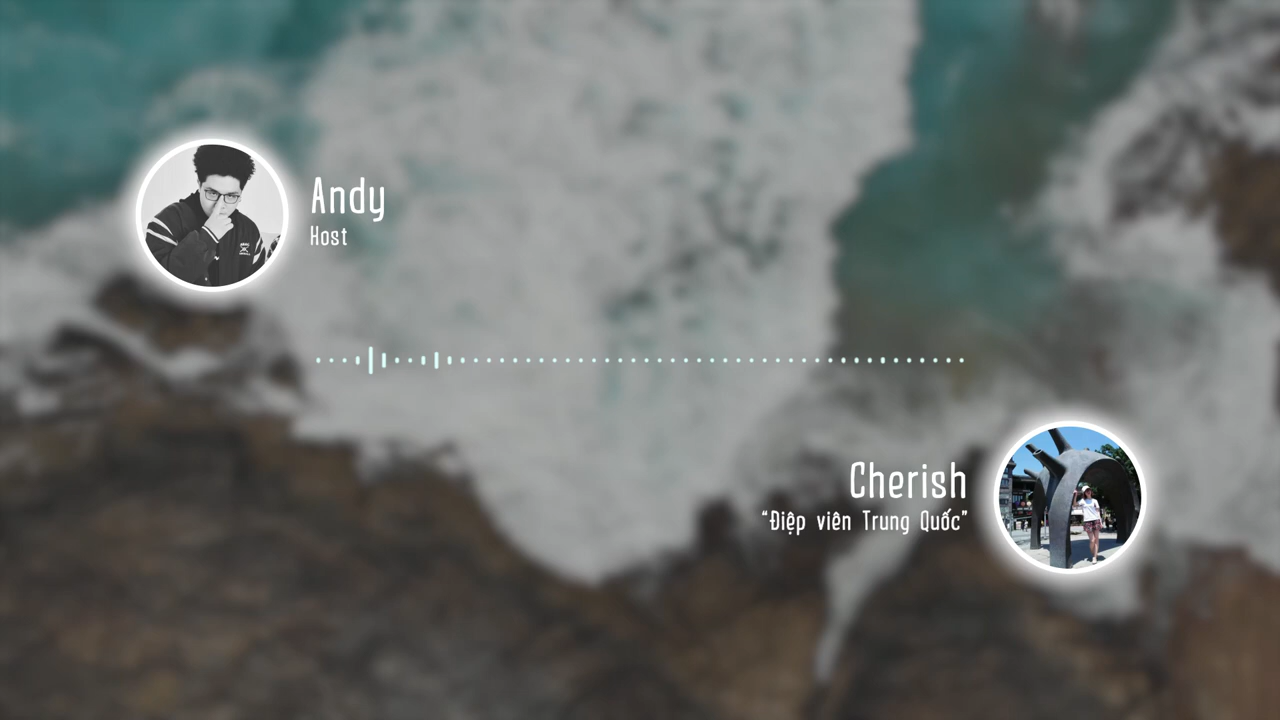 Andy
Host
Cherish
“Điệp viên Trung Quốc”